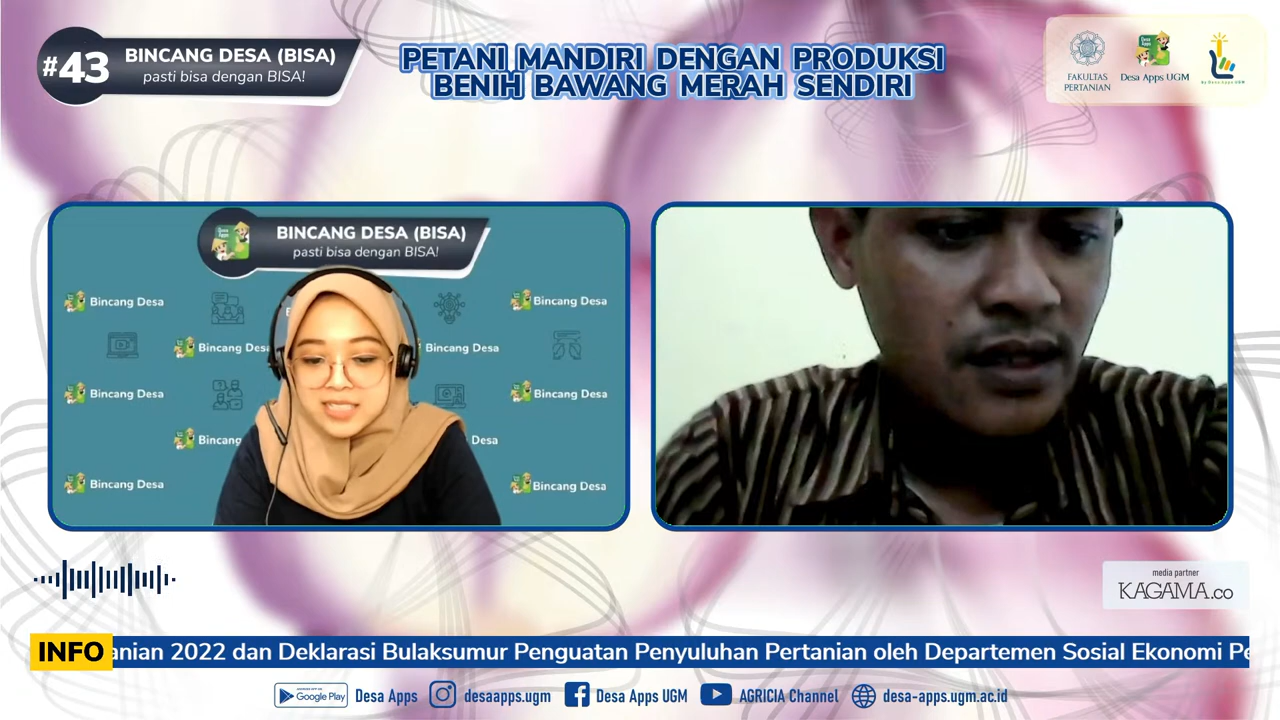 #43
BINCANG DESA (BISA)
pasti bisa dengan BISA!
PETANI MANDIRI DENGAN PRODUKSI
BENIH BAWANG MERAH SENDIRI
FAKULTAS
PERTANIAN
Desa Apps UGM
BINCANG DESA (BISA)
pasti bisa dengan BISA!
Bincang Desa
Bincang Desa
Bincang Desa
Bincang Desa
Bincang Desa
Bincang Desa
Bincang
Desa
Bincang Desa
Bincang Desa
media partner
KAGAMA.co
INFO
anian 2022 dan Deklarasi Bulaksumur Penguatan Penyuluhan Pertanian oleh Departemen Sosial Ekonomi Pe
Google Play
Desa Apps
desaapps.ugm
Desa Apps UGM
AGRICIA Channel
desa-apps.ugm.ac.id